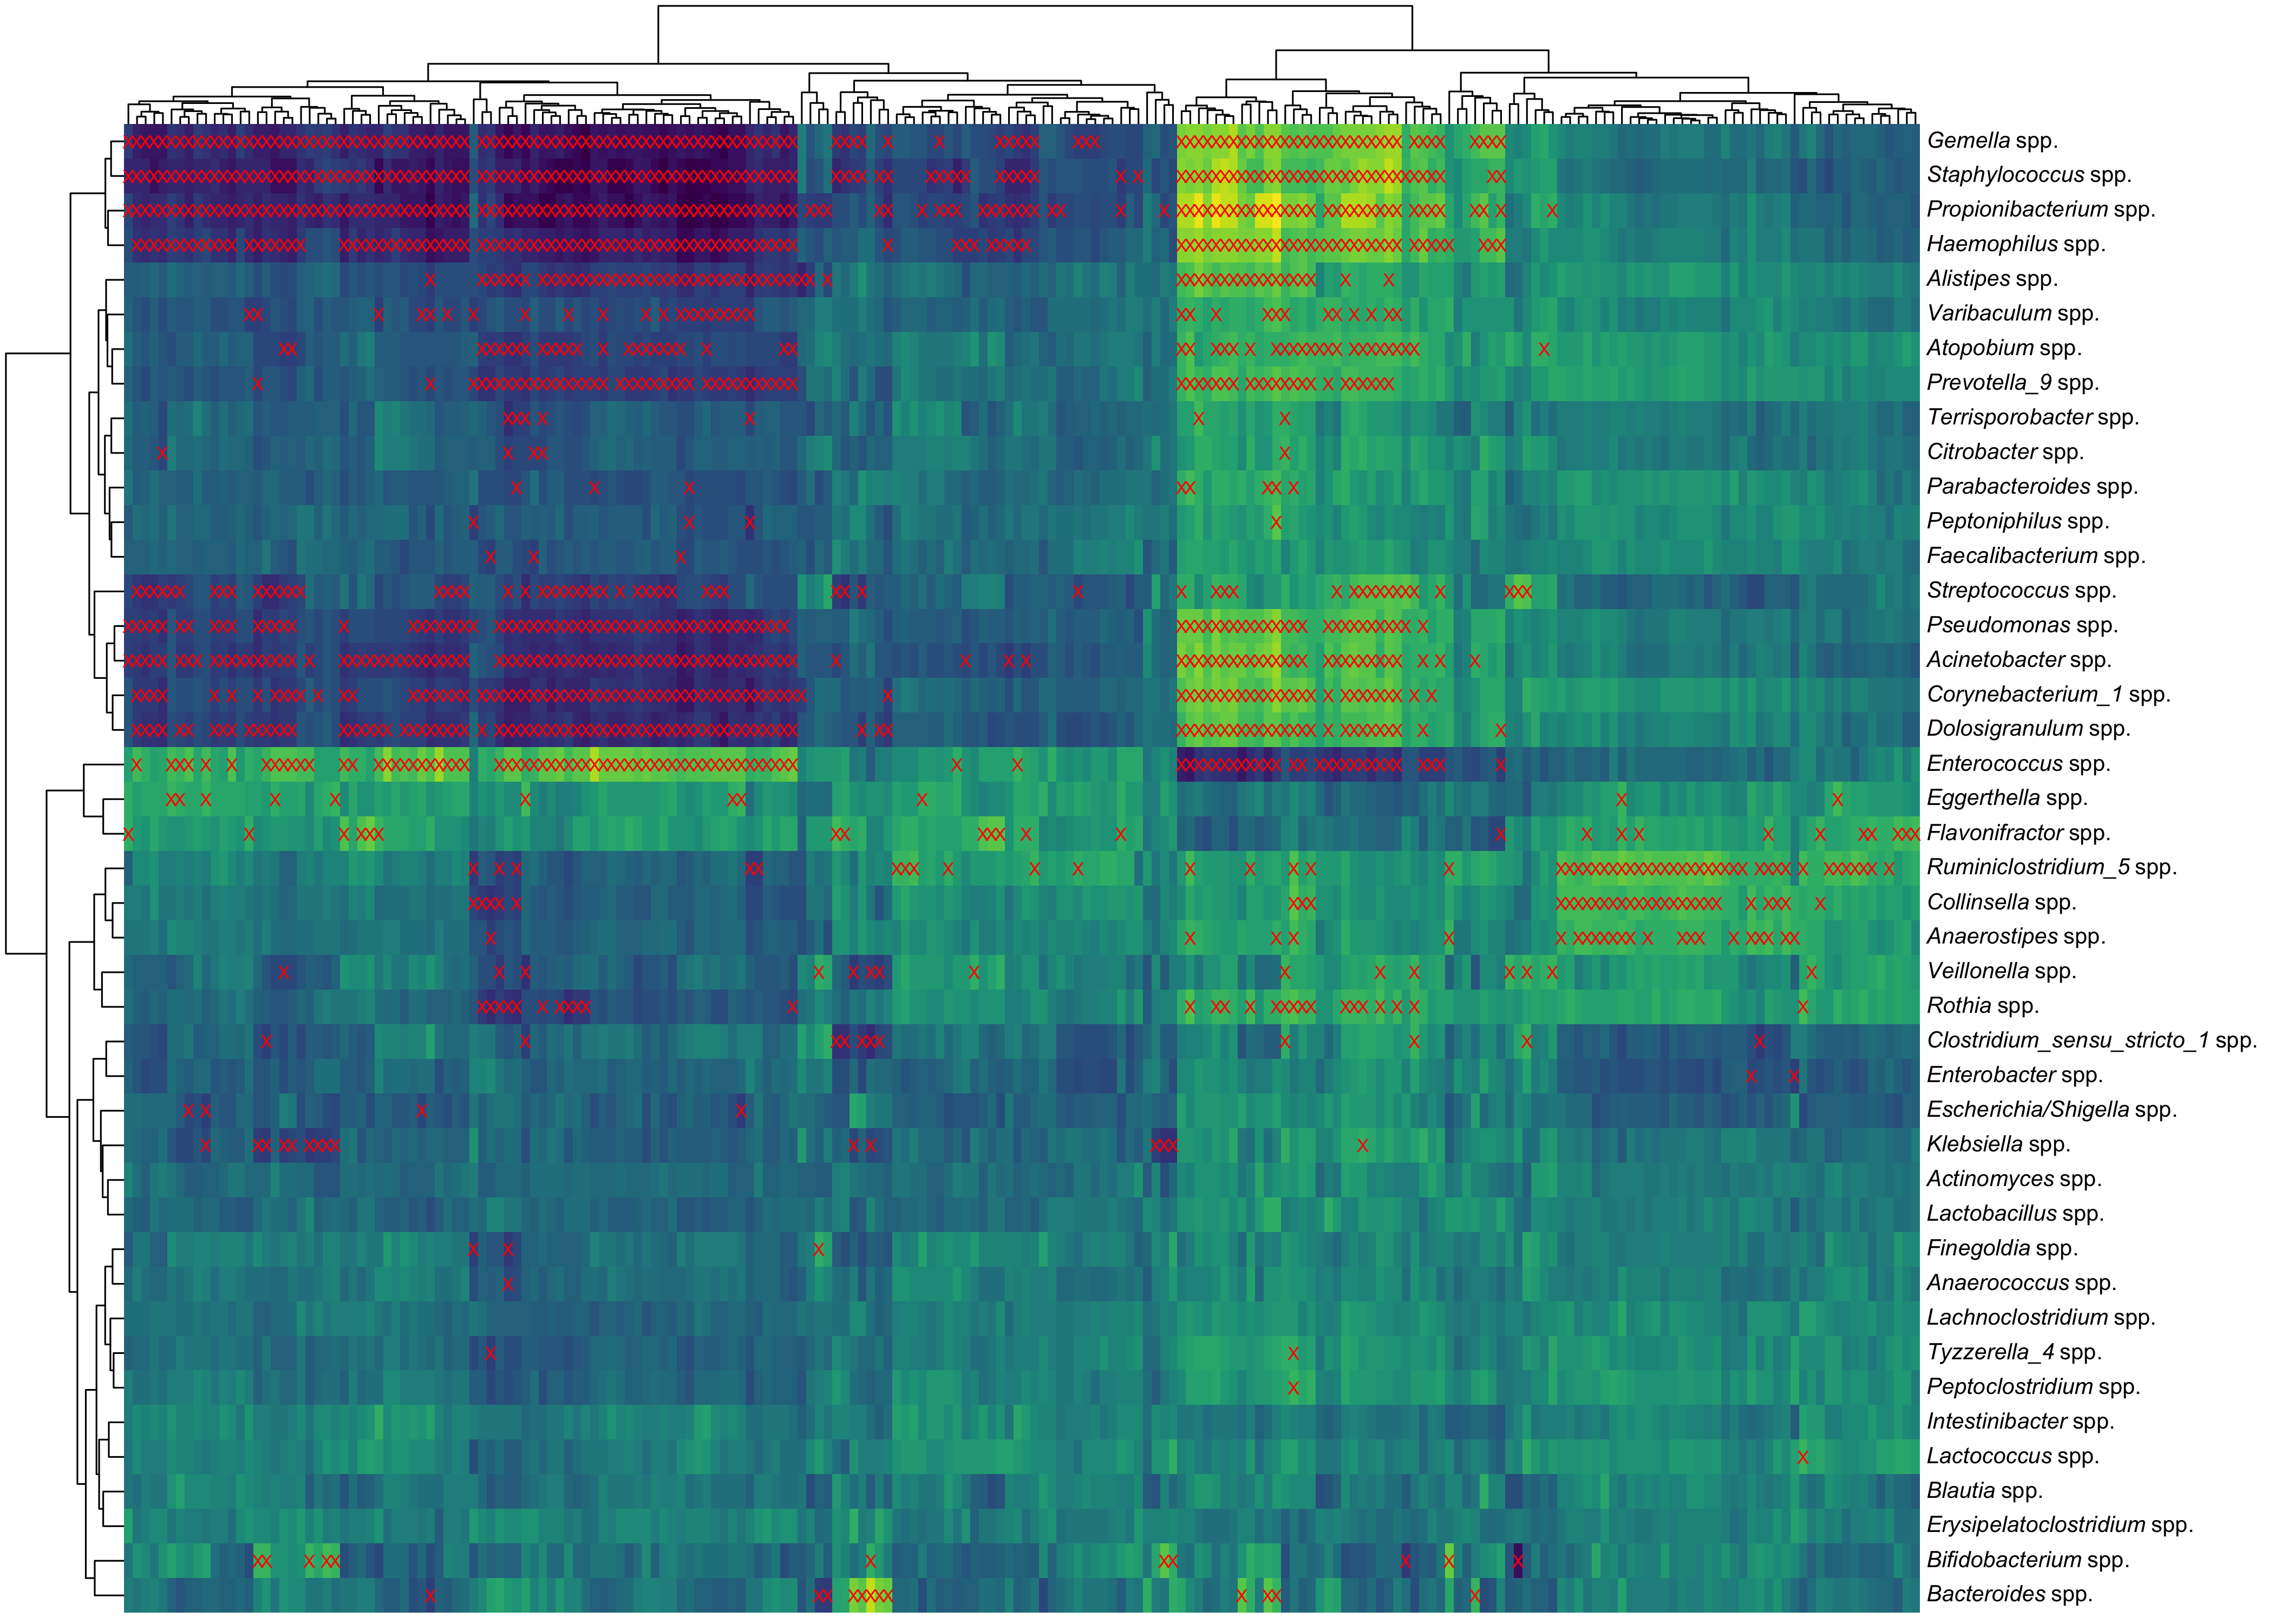 Gemella spp.
Staphylococcus spp.
Propionibacterium spp.
Haemophilus spp.
Alistipes spp.
Varibaculum spp.
Atopobium spp.
Prevotella_9 spp.
Terrisporobacter spp.
Citrobacter spp.
Parabacteroides spp.
Peptoniphilus spp.
Faecalibacterium spp.
Streptococcus spp.
Pseudomonas spp.
Acinetobacter spp.
Corynebacterium_1 spp.
Dolosigranulum spp.
Enterococcus spp.
Eggerthella spp.
Flavonifractor spp.
Ruminiclostridium_5 spp.
Collinsella spp.
Anaerostipes spp.
Veillonella spp.
Rothia spp.
Clostridium_sensu_stricto_1 spp.
Enterobacter spp.
Escherichia/Shigella spp.
Klebsiella spp.
Actinomyces spp.
Lactobacillus spp.
Finegoldia spp.
Anaerococcus spp.
Lachnoclostridium spp.
Tyzzerella_4 spp.
Peptoclostridium spp.
Intestinibacter spp.
Lactococcus spp.
Blautia spp.
Erysipelatoclostridium spp.
Bifidobacterium spp.
Bacteroides spp.